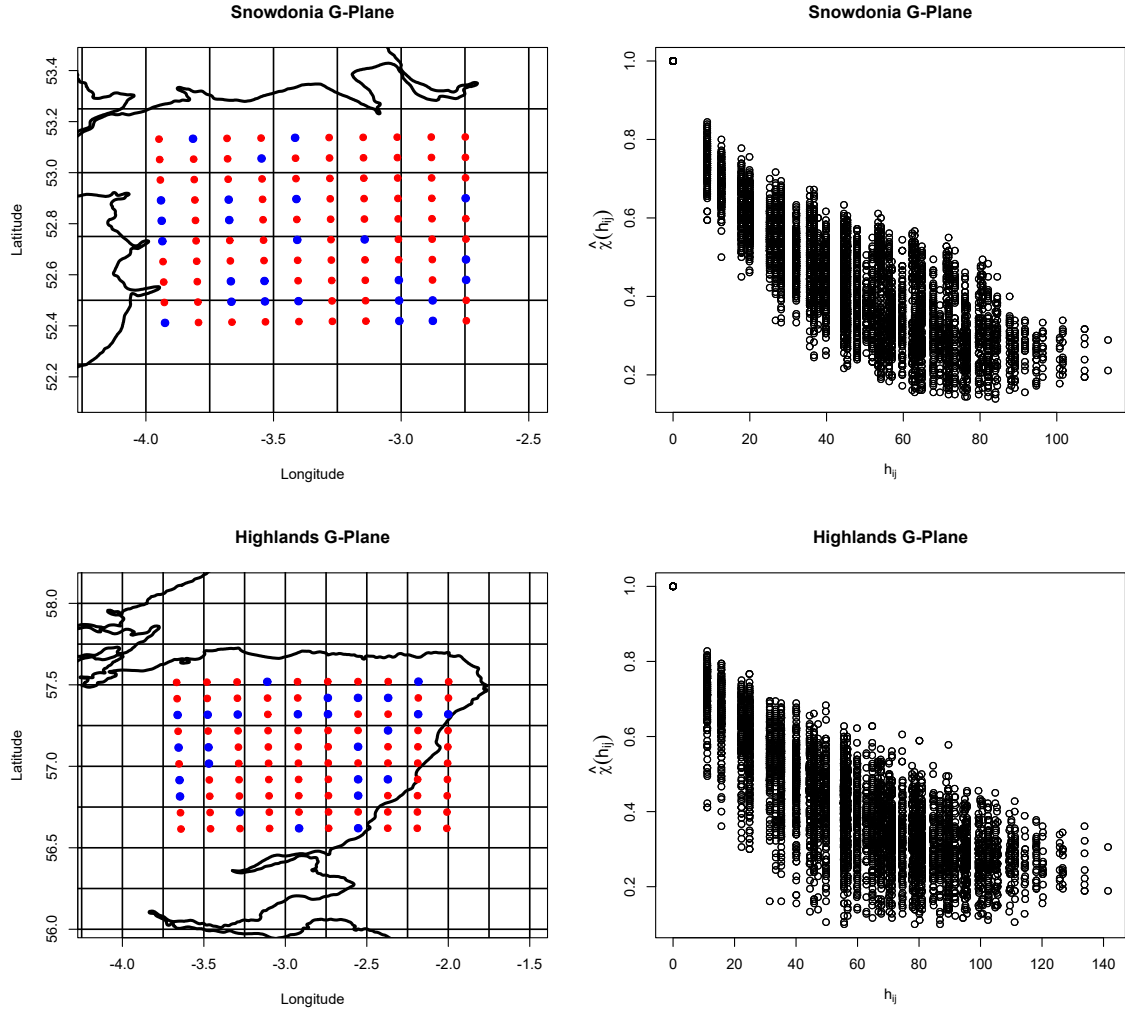 Snowdonia G-Plane
Latitude
53.4
53.2
53.0
52.8
52.6
52.4
52.2
-4.0 -3.5 -3.0 -2.5
Longitude
Snowdonia G-Plane
χ̂(hij)
1.0
0.8
0.6
0.4
0.2
0 20 40 60 80 100
hij
Highlands G-Plane
Latitude
58.0
57.5
57.0
56.5
56.0
-4.0 -3.5 -3.0 -2.5 -2.0 -1.5
Longitude
Highlands G-Plane
χ̂(hij)
1.0
0.8
0.6
0.4
0.2
0 20 40 60 80 100 120 140
hij